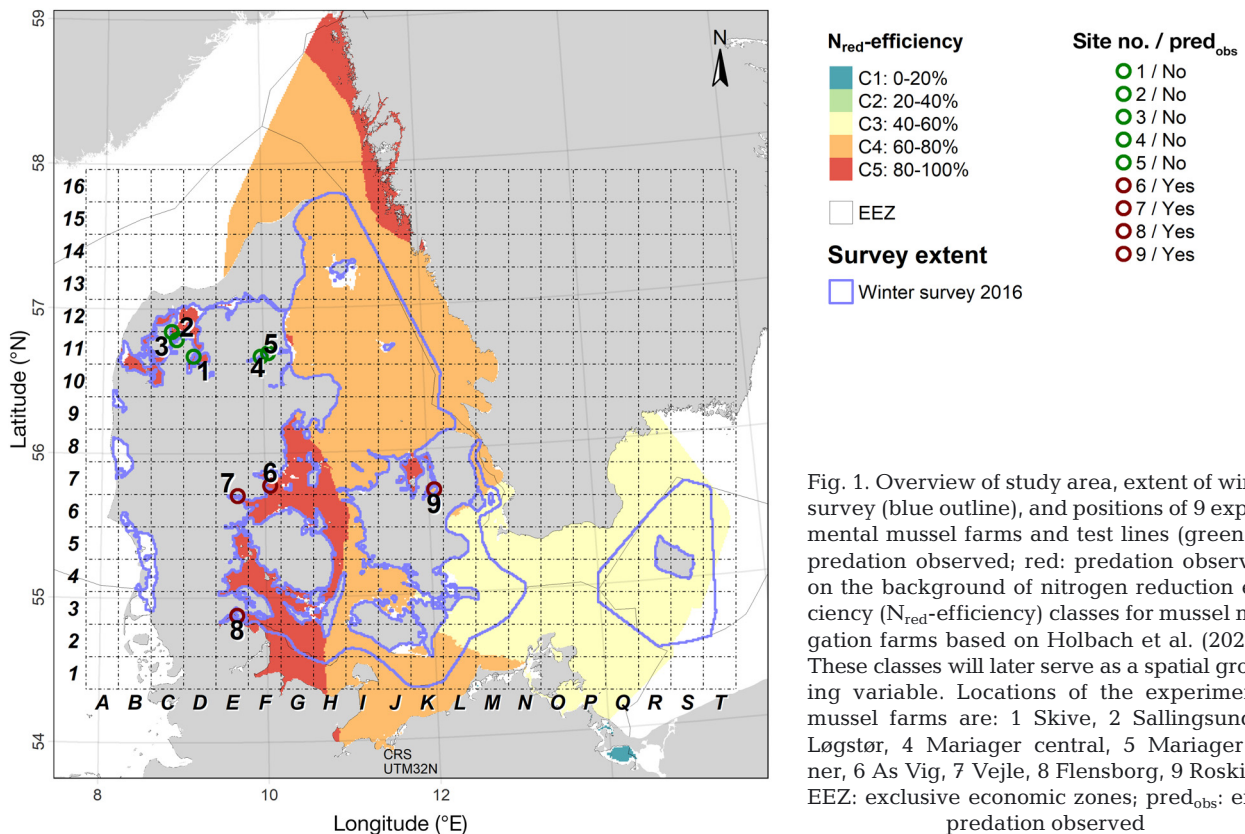 59
58
57
56
55
54
Latitude (°N)
16
15
14
13
12
11
10
9
8
7
6
5
4
3
2
1
A B C D E F G H I J K L M N O P Q R S T
N
2
3
1
5
4
7
6
9
8
CRS
UTM32N
8 10 12
Longitude (°E)
Nred-efficiency
C1: 0-20%
C2: 20-40%
C3: 40-60%
C4: 60-80%
C5: 80-100%
EEZ
Survey extent
Winter survey 2016
Site no. / predobs
1 / No
2 / No
3 / No
4 / No
5 / No
6 / Yes
7 / Yes
8 / Yes
9 / Yes
Fig. 1. Overview of study area, extent of win
survey (blue outline), and positions of 9 exp
mental mussel farms and test lines (green
predation observed; red: predation observ
on the background of nitrogen reduction e
ciency (Nred-efficiency) classes for mussel m
gation farms based on Holbach et al. (202
These classes will later serve as a spatial gro
ing variable. Locations of the experimen
mussel farms are: 1 Skive, 2 Sallingsund
Løgstør, 4 Mariager central, 5 Mariager
ner, 6 As Vig, 7 Vejle, 8 Flensborg, 9 Roski
EEZ: exclusive economic zones; predobs: e
predation observed